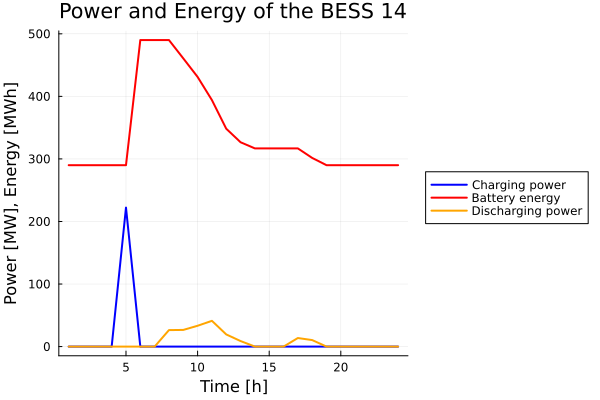 Power and Energy of the BESS 14
Power [MW], Energy [MWh]
500
400
300
200
100
0
5
10
15
20
Time [h]
Charging power
Battery energy
Discharging power